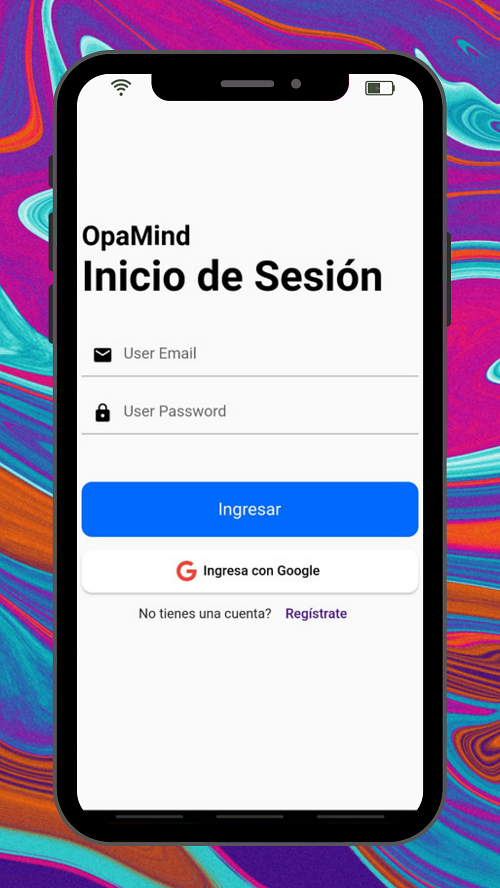 OpaMind
Inicio de Sesión
User Email
User Password
Ingresar
Ingresa con Google
No tienes una cuenta? Regístrate